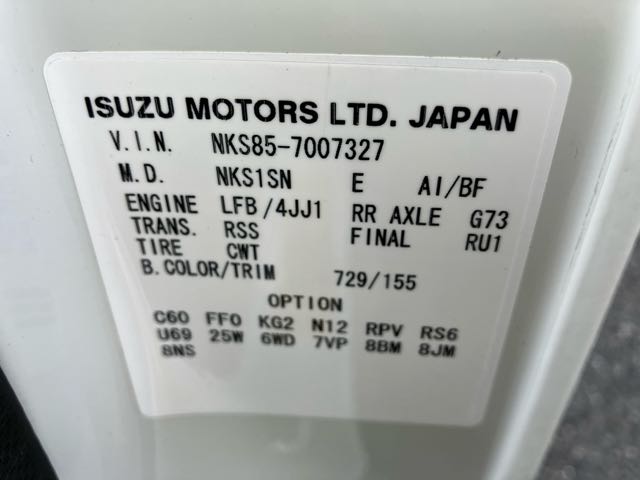 ISUZU MOTORS LTD. JAPAN
V.I.N. NKS85-7007327
M.D. NKS1SN E AI/BF
ENGINE LFB/4JJ1 RR AXLE G73
TRANS. RSS FINAL RU1
TIRE CWT
B.COLOR/TRIM 729/155
OPTION
C60 FF0 KG2 N12 RPV RS6
U69 25W 6WD 7VP 8BM 8JM
8NS